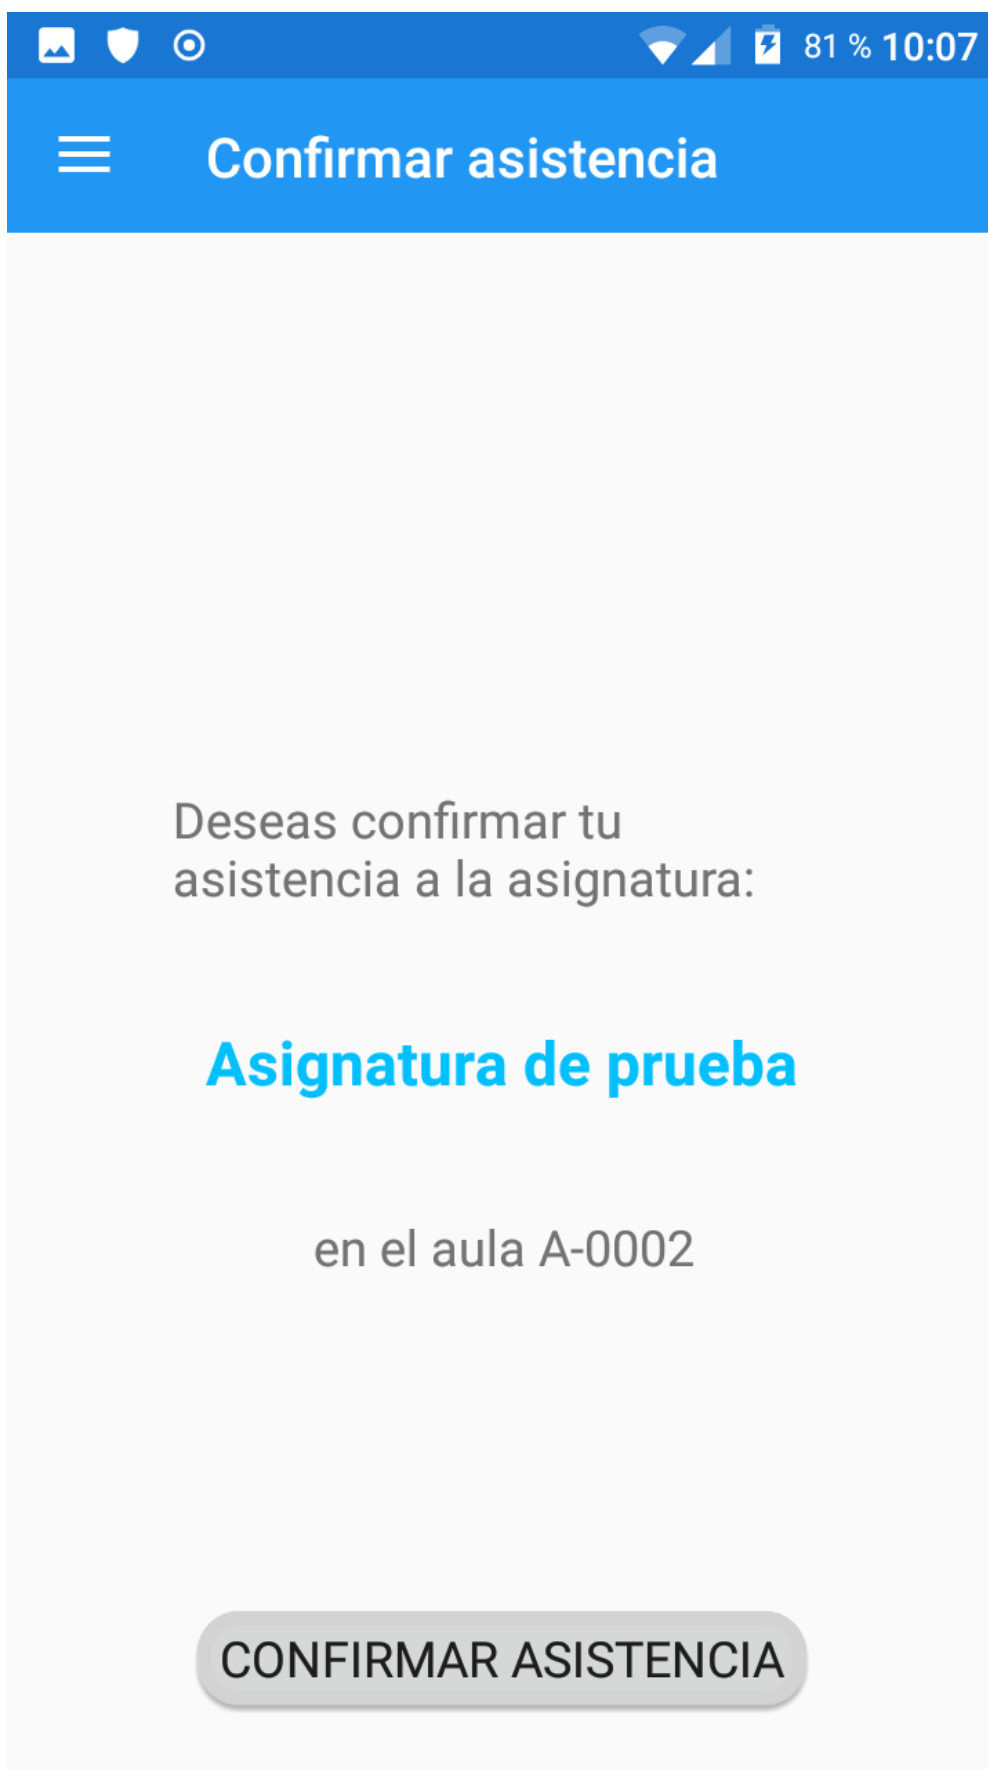 81 % 10:07
Confirmar asistencia
Deseas confirmar tu
asistencia a la asignatura:
Asignatura de prueba
en el aula A-0002
CONFIRMAR ASISTENCIA